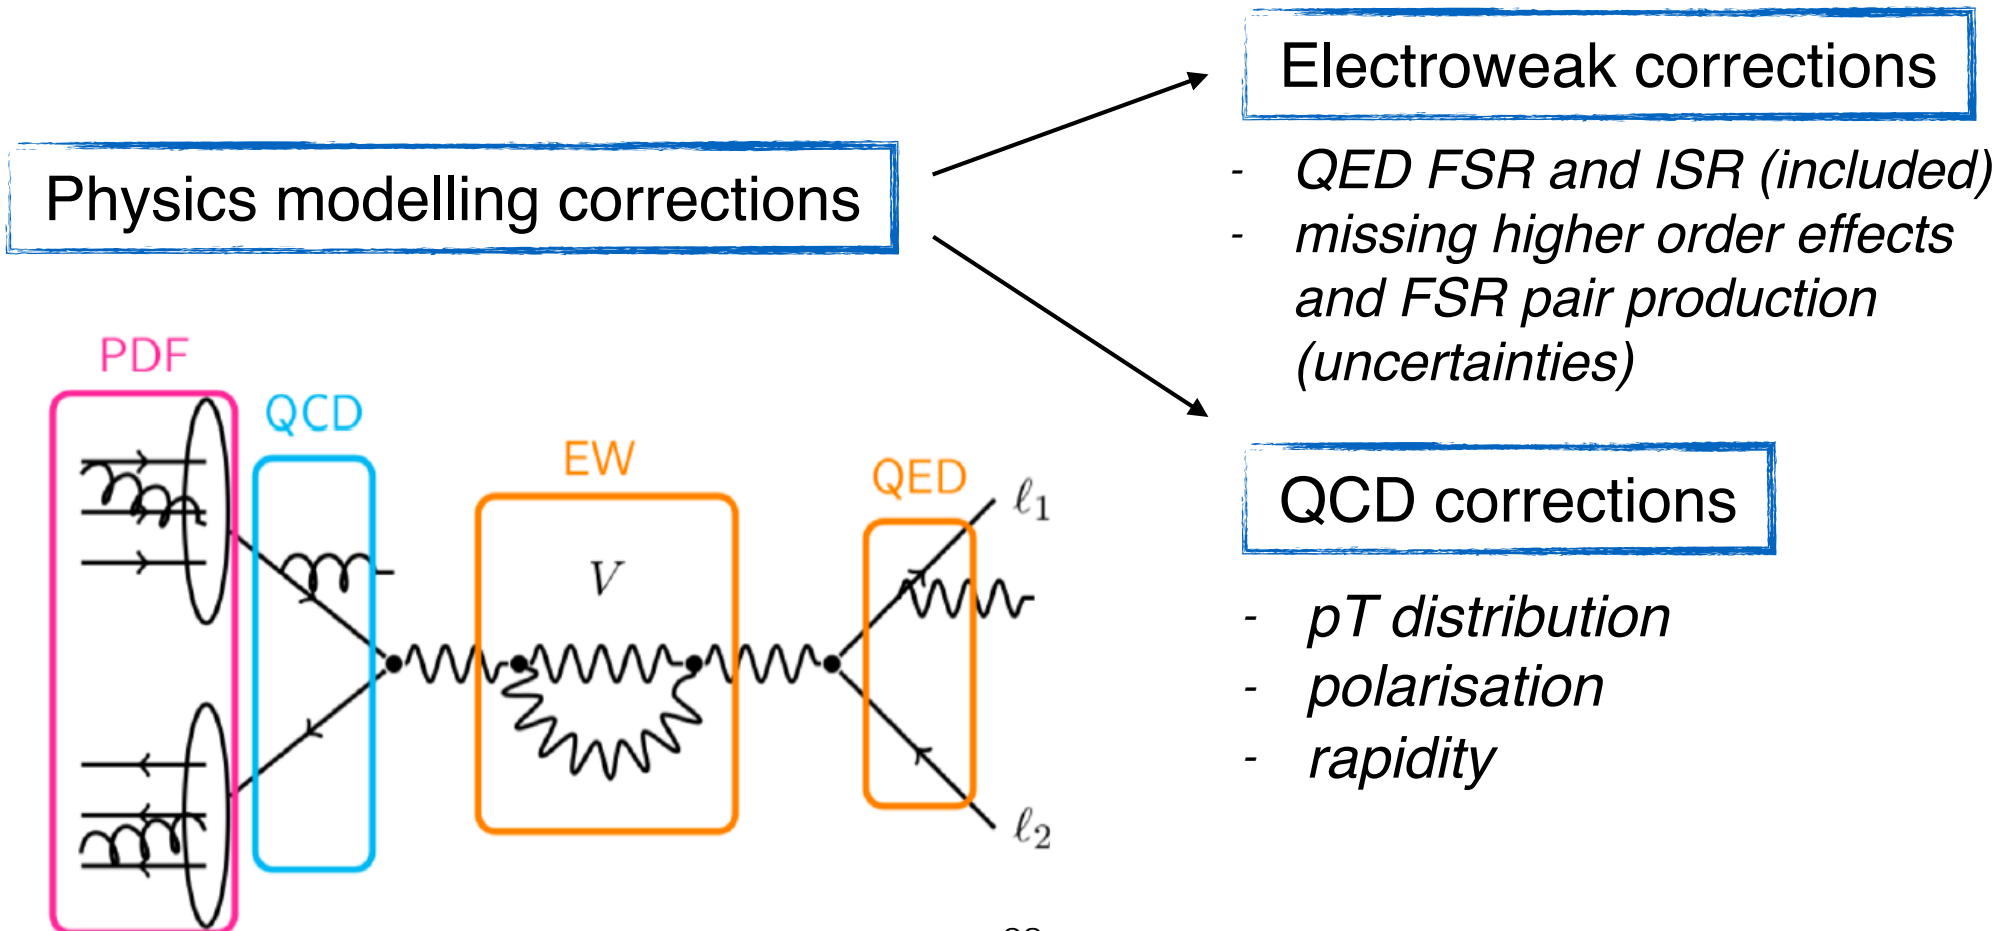 Physics modelling corrections
Electroweak corrections
- QED FSR and ISR (included)
- missing higher order effects
and FSR pair production
(uncertainties)
QCD corrections
- pT distribution
- polarisation
- rapidity
PDF
QCD
EW
QED
V
ℓ1
ℓ2